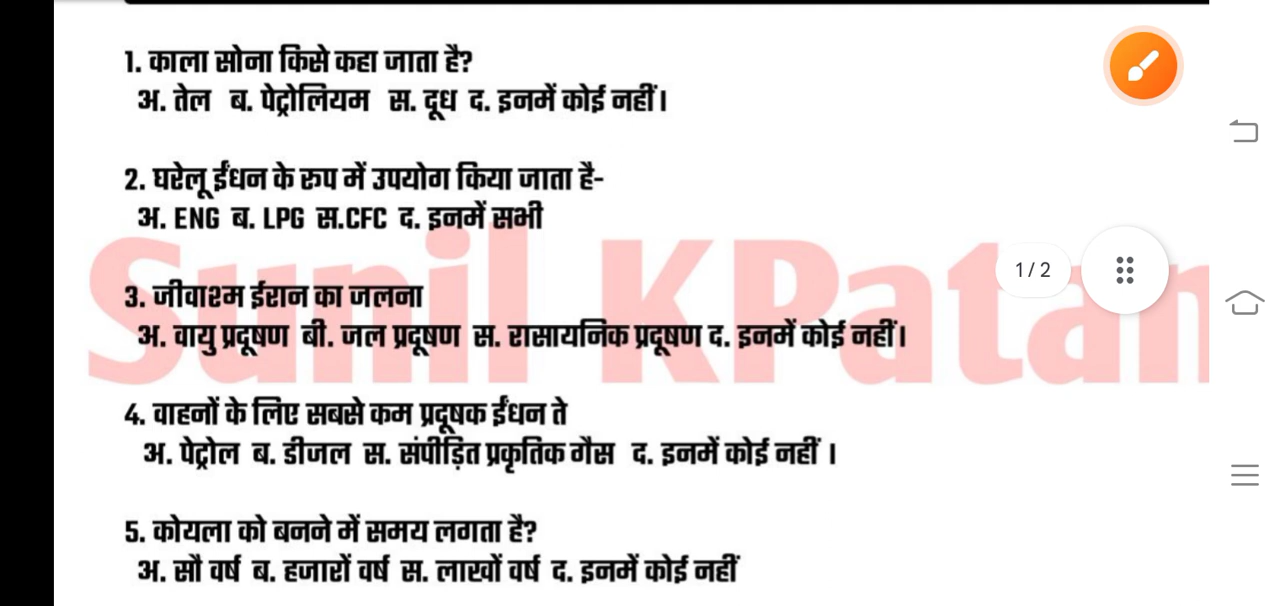 1. काला सोना किसे कहा जाता है?
अ. तेल ब. पेट्रोलियम स. दूध द. इनमें कोई नहीं।
2. घरेलू ईंधन के रूप में उपयोग किया जाता है-
अ. ENG ब. LPG स.CFC द. इनमें सभी
3. जीवाश्म ईरान का जलना
अ. वायु प्रदूषण बी. जल प्रदूषण स. रासायनिक प्रदूषण द. इनमें कोई नहीं।
1/2
Sunil KPatan
4. वाहनों के लिए सबसे कम प्रदूषक ईंधन ते
अ. पेट्रोल ब. डीजल स. संपीड़ित प्रकृतिक गैस द. इनमें कोई नहीं ।
5. कोयला को बनने में समय लगता है?
अ. सौ वर्ष ब. हजारों वर्ष स. लाखों वर्ष द. इनमें कोई नहीं